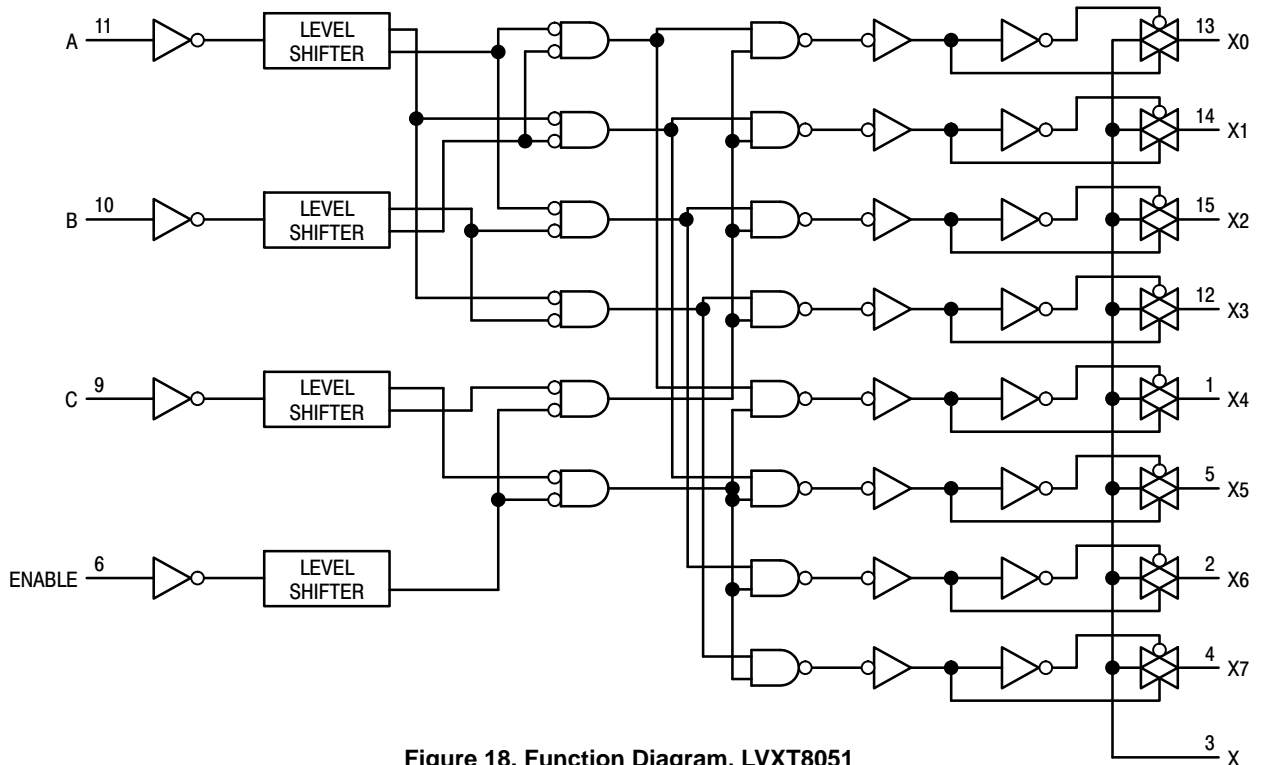 A 11 LEVEL SHIFTER 13 X0
14 X1
B 10 LEVEL SHIFTER 15 X2
12 X3
C 9 LEVEL SHIFTER 1 X4
5 X5
ENABLE 6 LEVEL SHIFTER 2 X6
4 X7
3 X
Figure 18. Function Diagram, LVXT8051